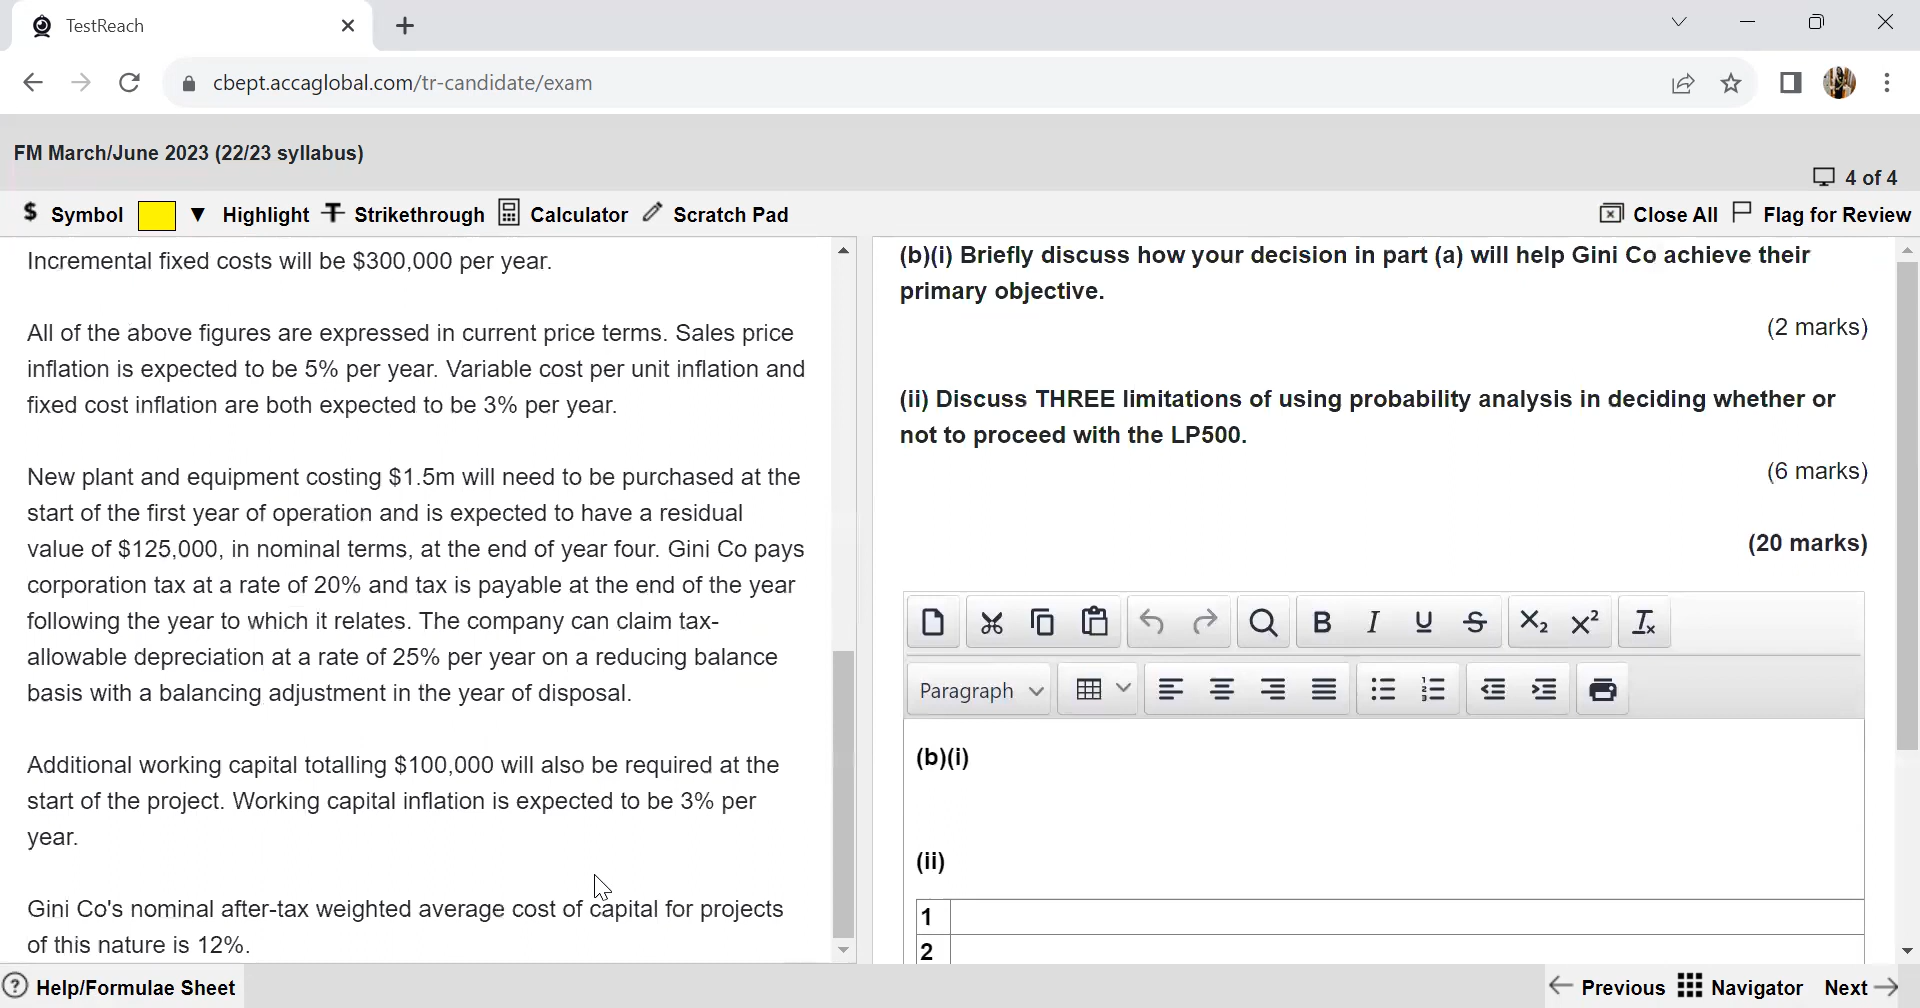 TestReach
cbept.accaglobal.com/tr-candidate/exam
FM March/June 2023 (22/23 syllabus)
4 of 4
$ Symbol ▼ Highlight Strikethrough Calculator Scratch Pad
Close All Flag for Review
Incremental fixed costs will be $300,000 per year.
All of the above figures are expressed in current price terms. Sales price
inflation is expected to be 5% per year. Variable cost per unit inflation and
fixed cost inflation are both expected to be 3% per year.
New plant and equipment costing $1.5m will need to be purchased at the
start of the first year of operation and is expected to have a residual
value of $125,000, in nominal terms, at the end of year four. Gini Co pays
corporation tax at a rate of 20% and tax is payable at the end of the year
following the year to which it relates. The company can claim tax-
allowable depreciation at a rate of 25% per year on a reducing balance
basis with a balancing adjustment in the year of disposal.
Additional working capital totalling $100,000 will also be required at the
start of the project. Working capital inflation is expected to be 3% per
year.
Gini Co's nominal after-tax weighted average cost of capital for projects
of this nature is 12%.
(b)(i) Briefly discuss how your decision in part (a) will help Gini Co achieve their
primary objective.
(2 marks)
(ii) Discuss THREE limitations of using probability analysis in deciding whether or
not to proceed with the LP500.
(6 marks)
(20 marks)
B I U S X₂ X² Tx
Paragraph
(b)(i)
(ii)
1
2
? Help/Formulae Sheet
← Previous Navigator Next →